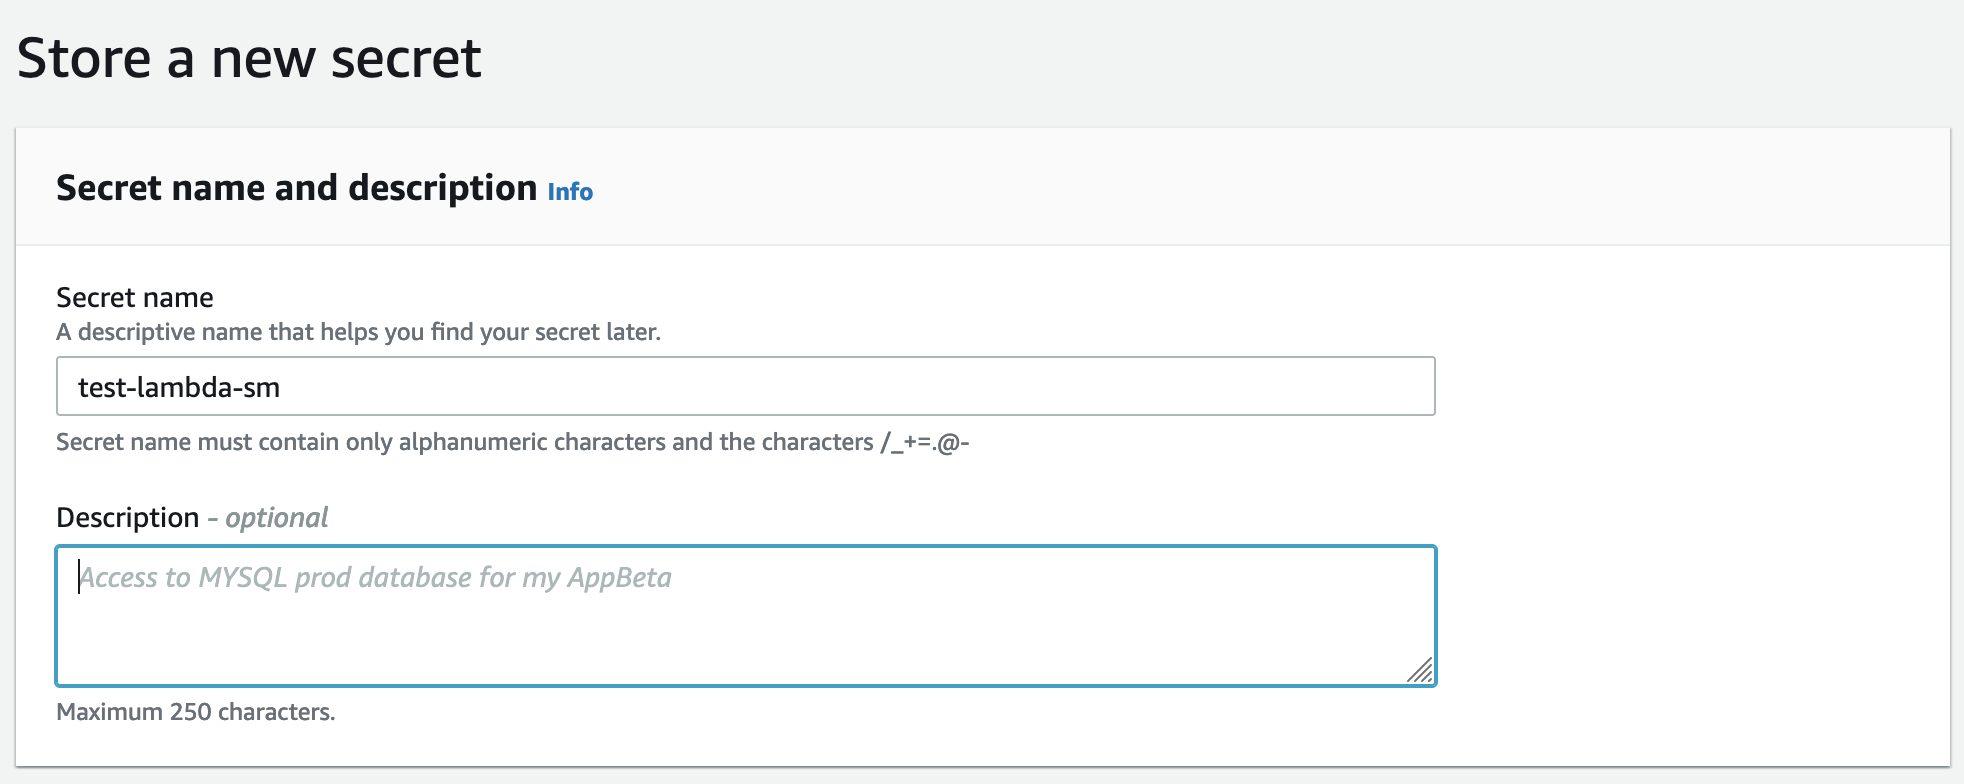 Store a new secret
Secret name and description Info
Secret name
A descriptive name that helps you find your secret later.
test-lambda-sm
Secret name must contain only alphanumeric characters and the characters /_+=.@-
Description - optional
Access to MYSQL prod database for my AppBeta
Maximum 250 characters.